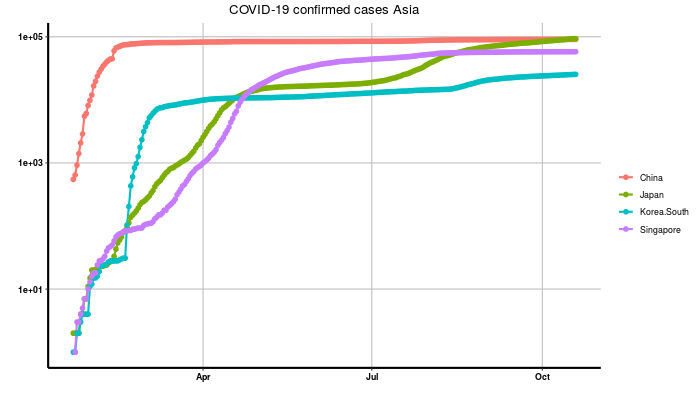 COVID-19 confirmed cases Asia
1e+05
1e+03
1e+01
Apr
Jul
Oct
China
Japan
Korea.South
Singapore